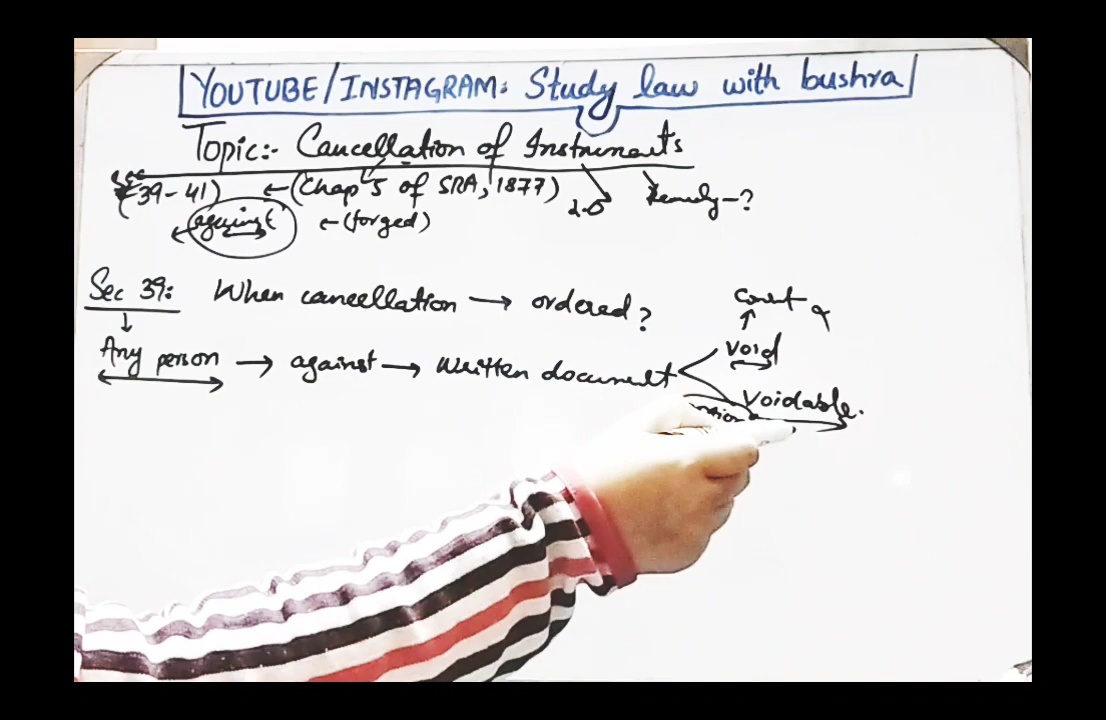 YOUTUBE/INSTAGRAM: Study law with bushra
Topic:- Cancellation of Instruments
(39-41) ← (Chap 5 of SRA, 1877) Remedy-?
against ← (forged)
Sec 39: When cancellation → ordered?
Any person → against → Written document
Court
Void
Voidable.